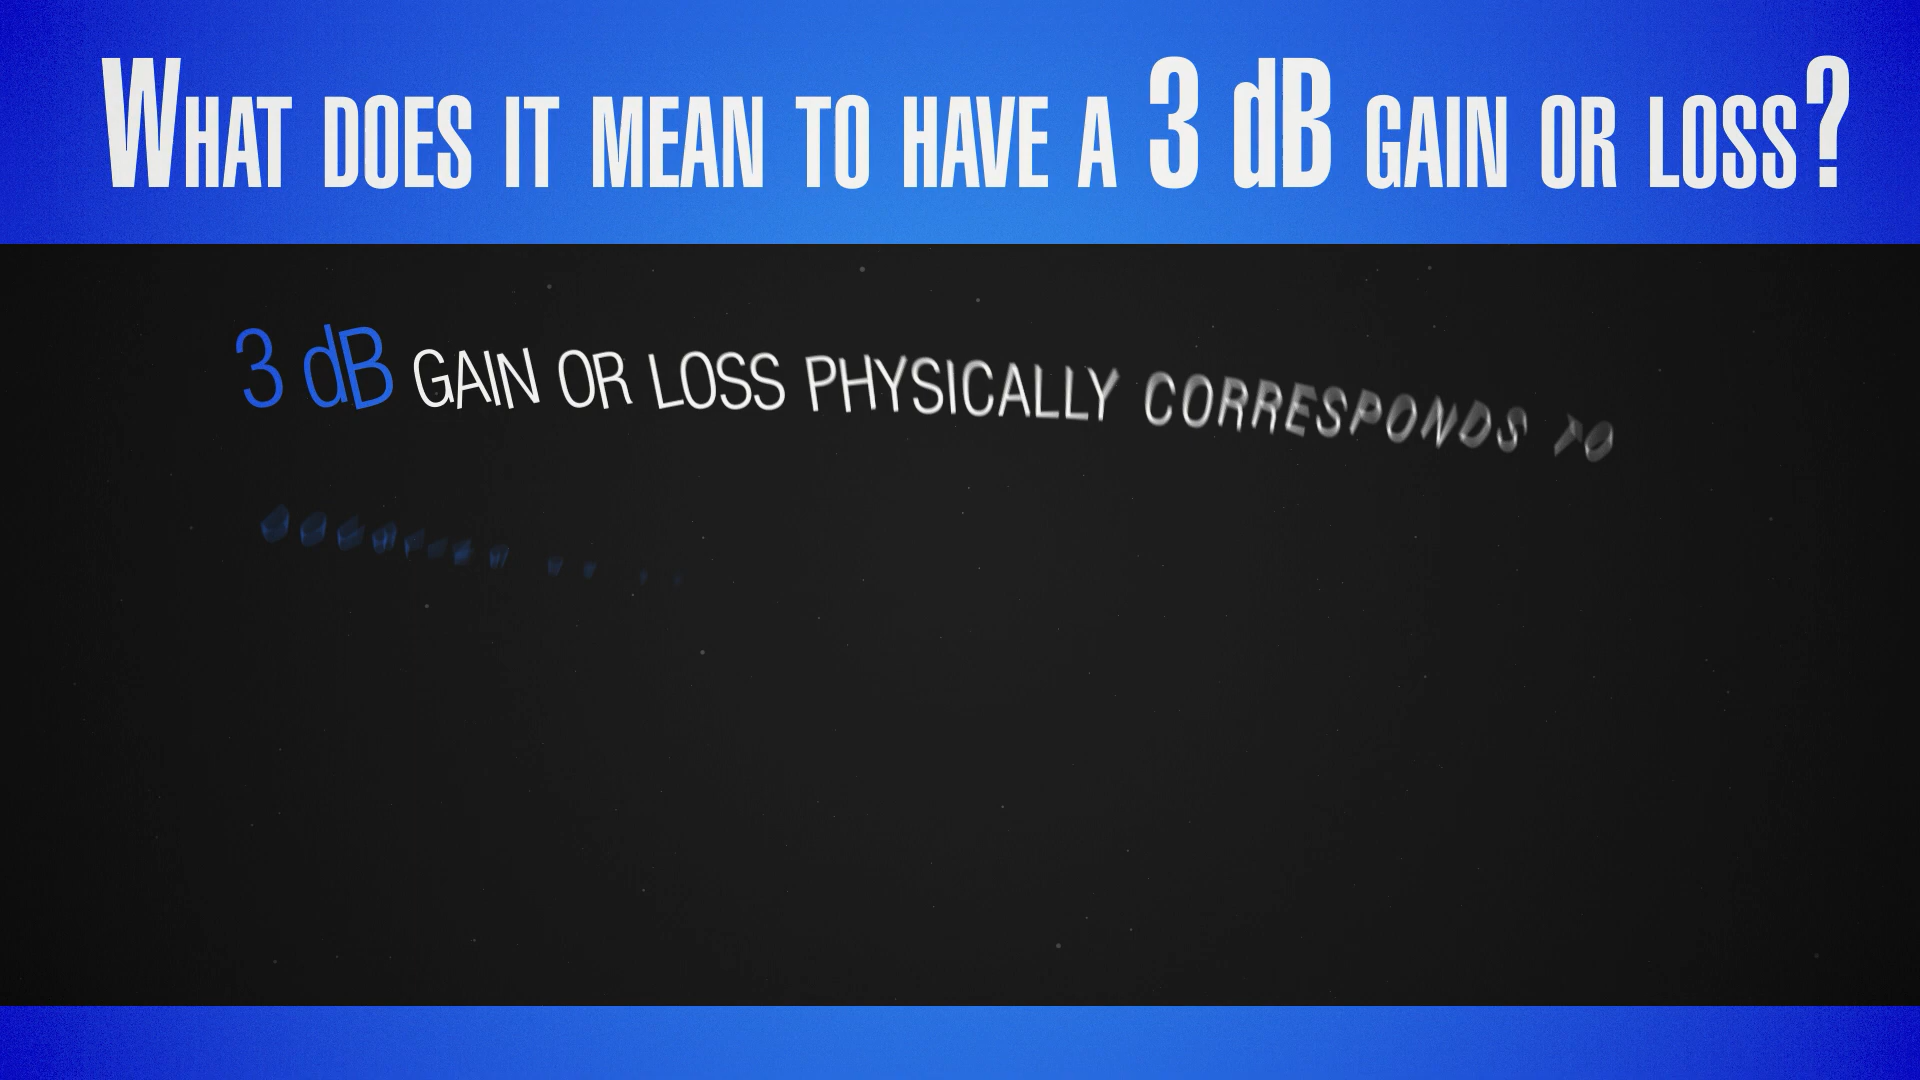 What does it mean to have a 3 dB gain or loss?
3 dB GAIN OR LOSS PHYSICALLY CORRESPONDS TO